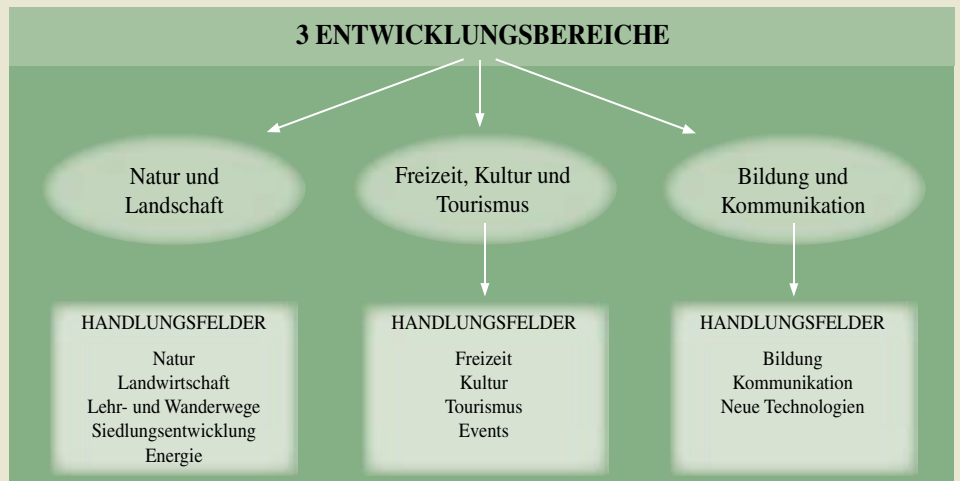 3 ENTWICKLUNGSBEREICHE
Natur und
Landschaft
Freizeit, Kultur und
Tourismus
Bildung und
Kommunikation
HANDLUNGSFELDER
Natur
Landwirtschaft
Lehr- und Wanderwege
Siedlungsentwicklung
Energie
HANDLUNGSFELDER
Freizeit
Kultur
Tourismus
Events
HANDLUNGSFELDER
Bildung
Kommunikation
Neue Technologien